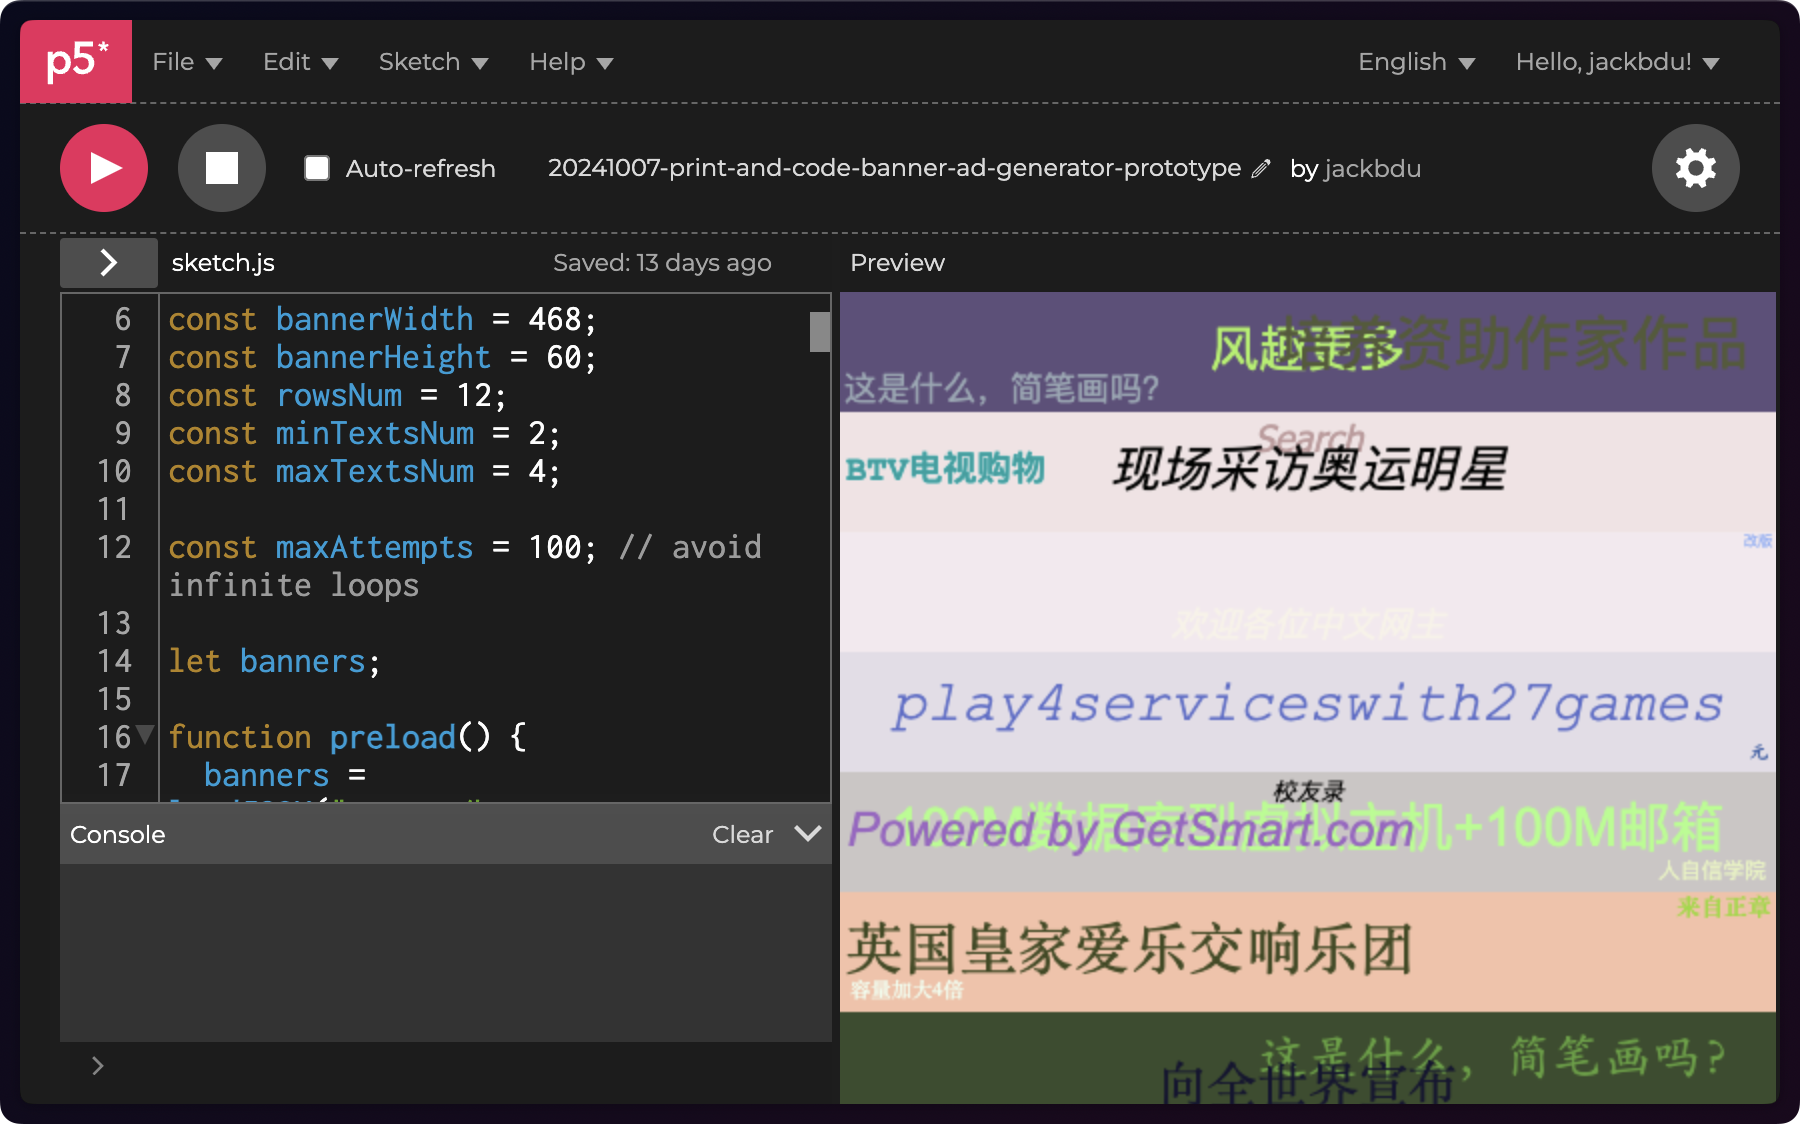 p5*
File
Edit
Sketch
Help
English
Hello, jackbdu!
Auto-refresh
20241007-print-and-code-banner-ad-generator-prototype
by jackbdu
sketch.js
Saved: 13 days ago
6 const bannerWidth = 468;
7 const bannerHeight = 60;
8 const rowsNum = 12;
9 const minTextsNum = 2;
10 const maxTextsNum = 4;
11
12 const maxAttempts = 100; // avoid
infinite loops
13
14 let banners;
15
16 function preload() {
17 banners =
Console
Clear
Preview
风趣更多
资助作家作品
这是什么，简笔画吗？
Search
BTV电视购物
现场采访奥运明星
改版
欢迎各位中文网主
play4serviceswith27games
元
校友录
100M数据库型虚拟主机+100M邮箱
Powered by GetSmart.com
人自信学院
来自正章
英国皇家爱乐交响乐团
容量加大4倍
这是什么，简笔画吗？
向全世界宣布